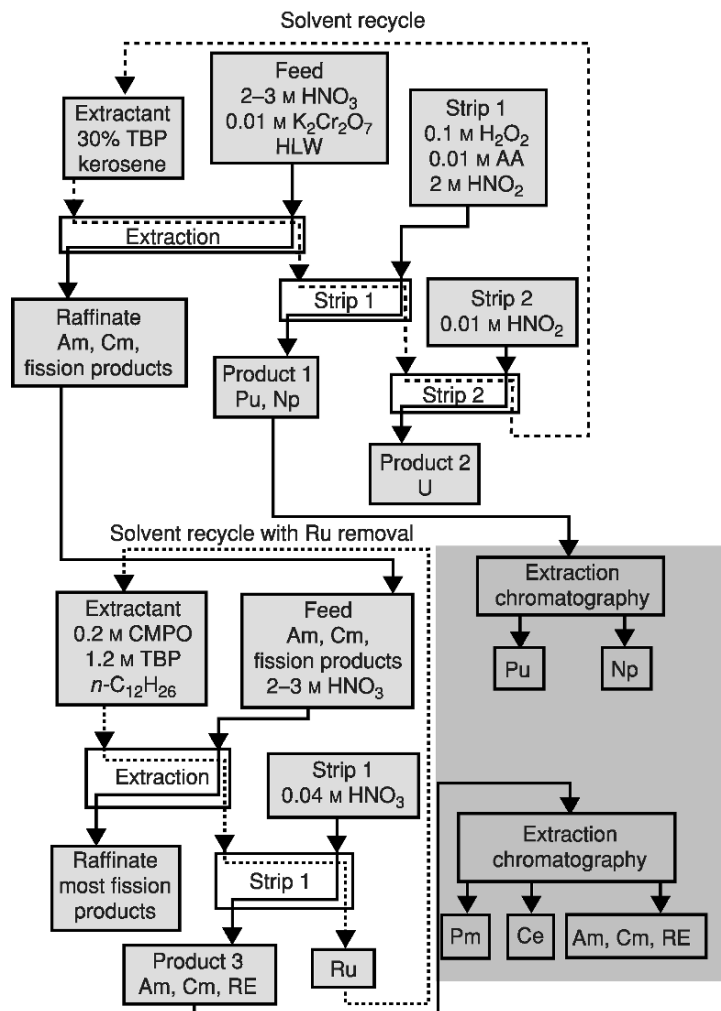 Solvent recycle
Extractant
30% TBP
kerosene
Feed
2–3 M HNO₃
0.01 M K₂Cr₂O₇
HLW
Strip 1
0.1 M H₂O₂
0.01 M AA
2 M HNO₂
Extraction
Strip 1
Strip 2
0.01 M HNO₂
Raffinate
Am, Cm,
fission products
Product 1
Pu, Np
Strip 2
Product 2
U
Solvent recycle with Ru removal
Extractant
0.2 M CMPO
1.2 M TBP
n-C₁₂H₂₆
Feed
Am, Cm,
fission products
2–3 M HNO₃
Extraction
chromatography
Pu
Np
Extraction
Strip 1
0.04 M HNO₃
Raffinate
most fission
products
Strip 1
Product 3
Am, Cm, RE
Ru
Extraction
chromatography
Pm
Ce
Am, Cm, RE